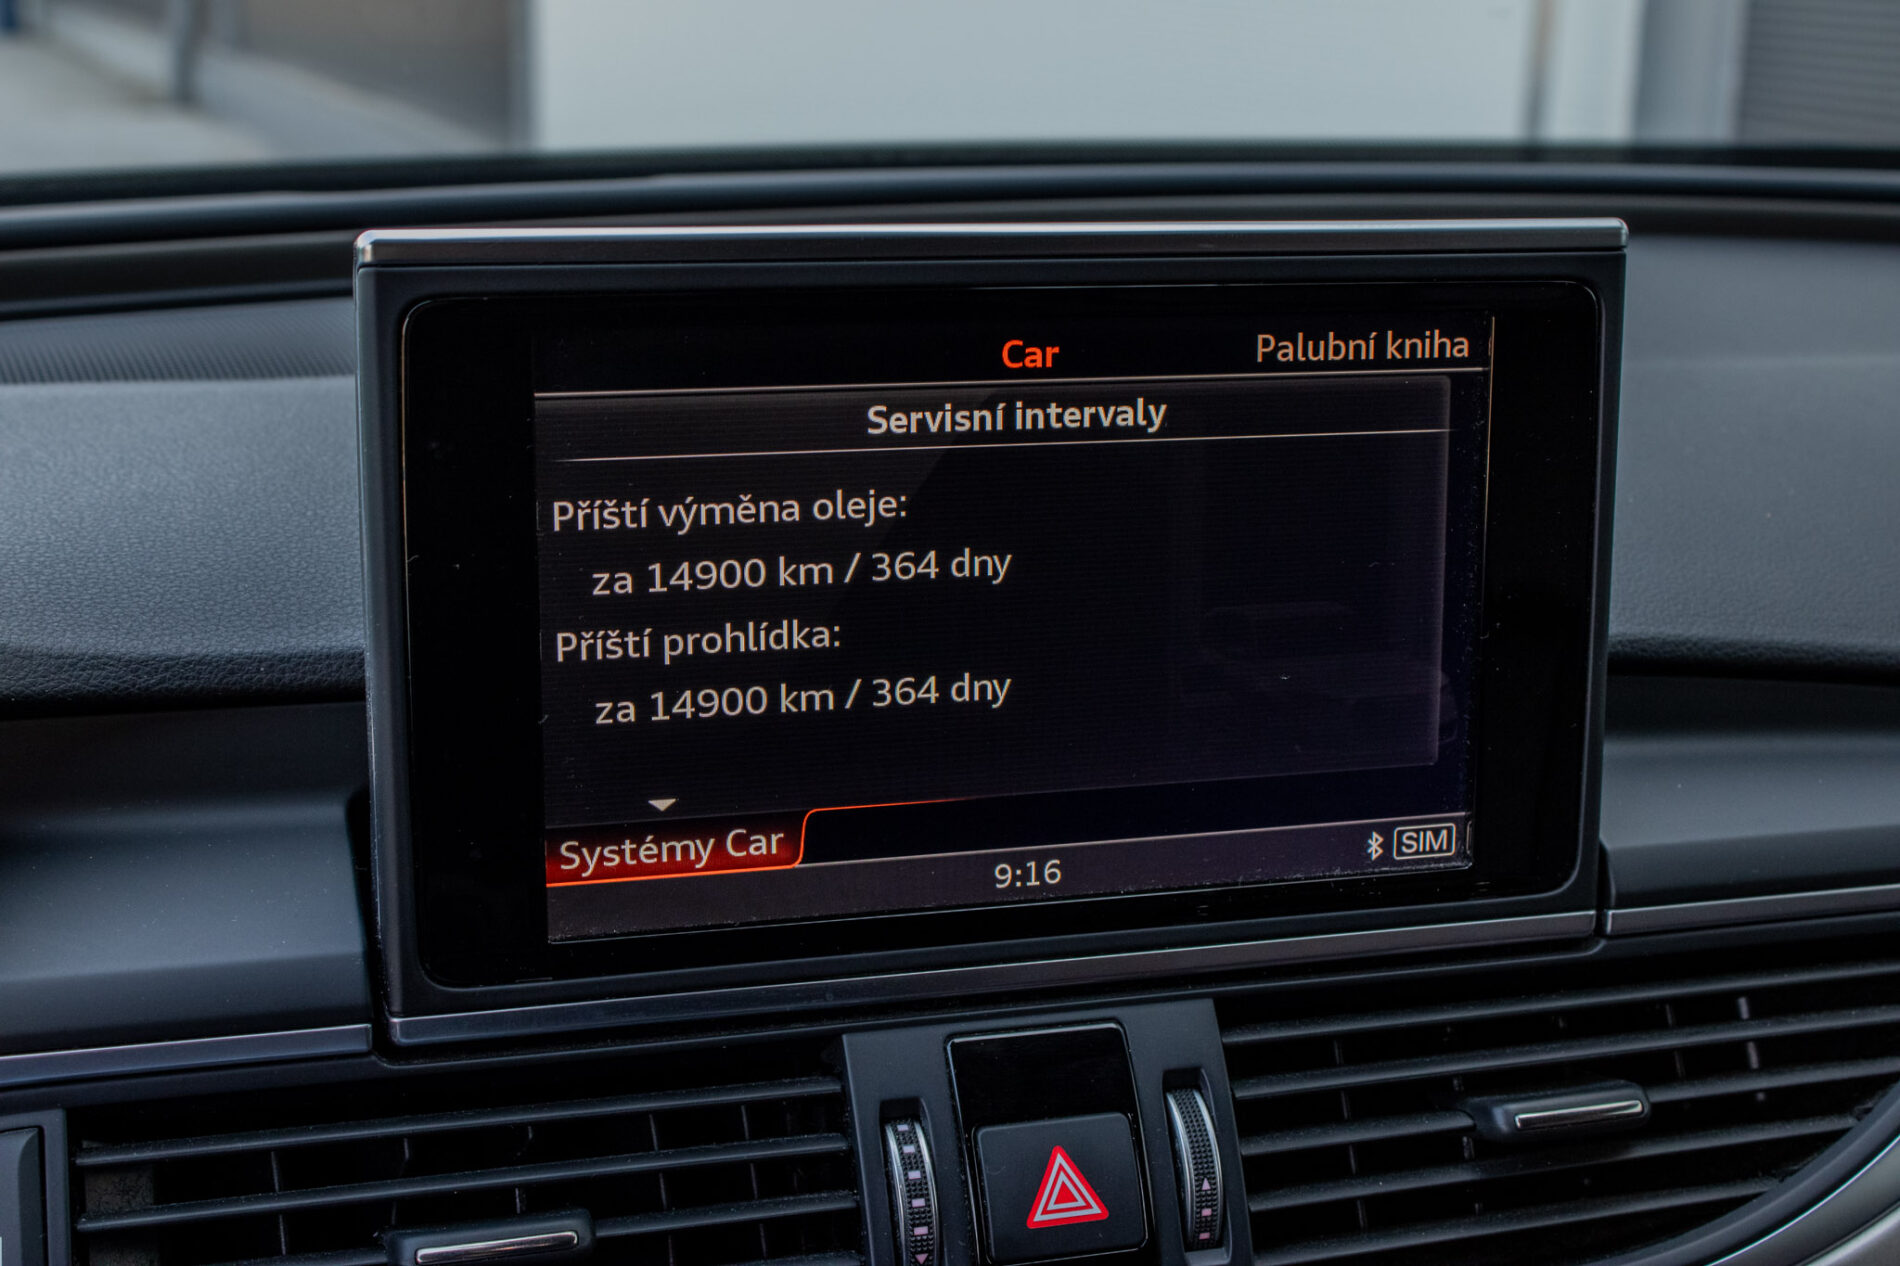 Car
Palubní kniha
Servisní intervaly
Příští výměna oleje:
za 14900 km / 364 dny
Příští prohlídka:
za 14900 km / 364 dny
Systémy Car
9:16
SIM